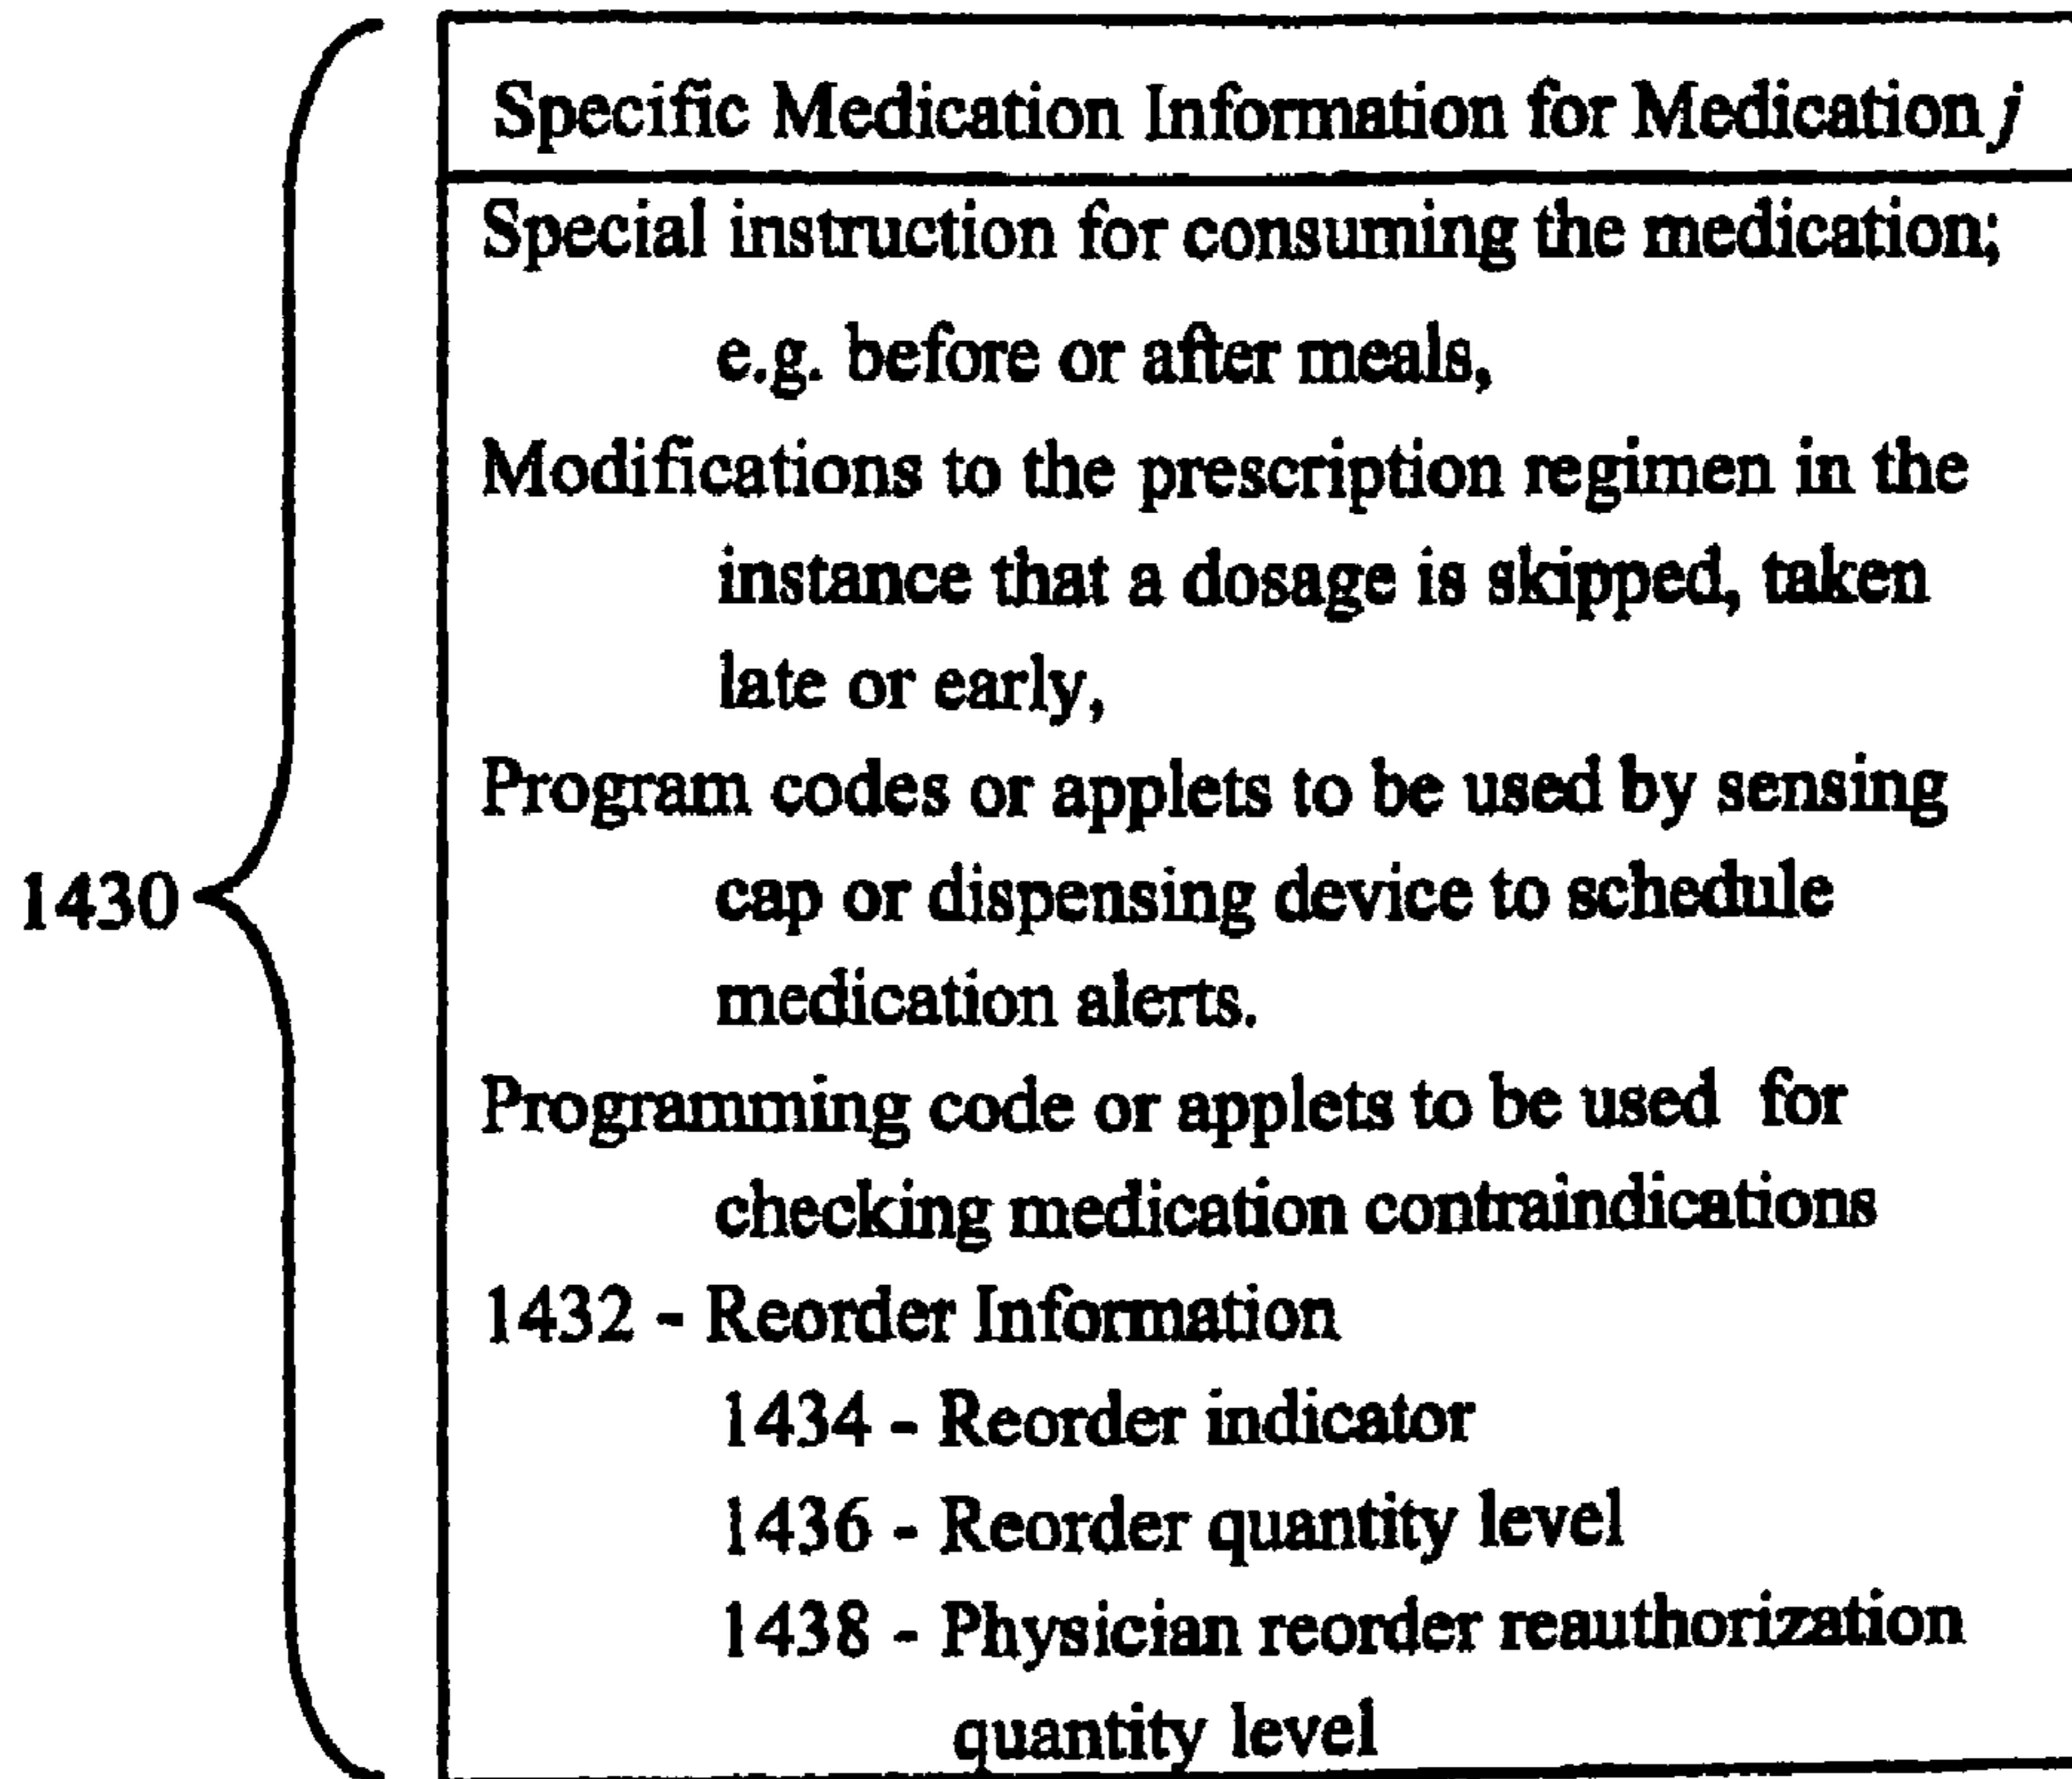 Specific Medication Information for Medication j
Special instruction for consuming the medication;
e.g. before or after meals,
Modifications to the prescription regimen in the
instance that a dosage is skipped, taken
late or early,
Program codes or applets to be used by sensing
cap or dispensing device to schedule
medication alerts.
Programming code or applets to be used for
checking medication contraindications
1432 - Reorder Information
1434 - Reorder indicator
1436 - Reorder quantity level
1438 - Physician reorder reauthorization
quantity level
1430